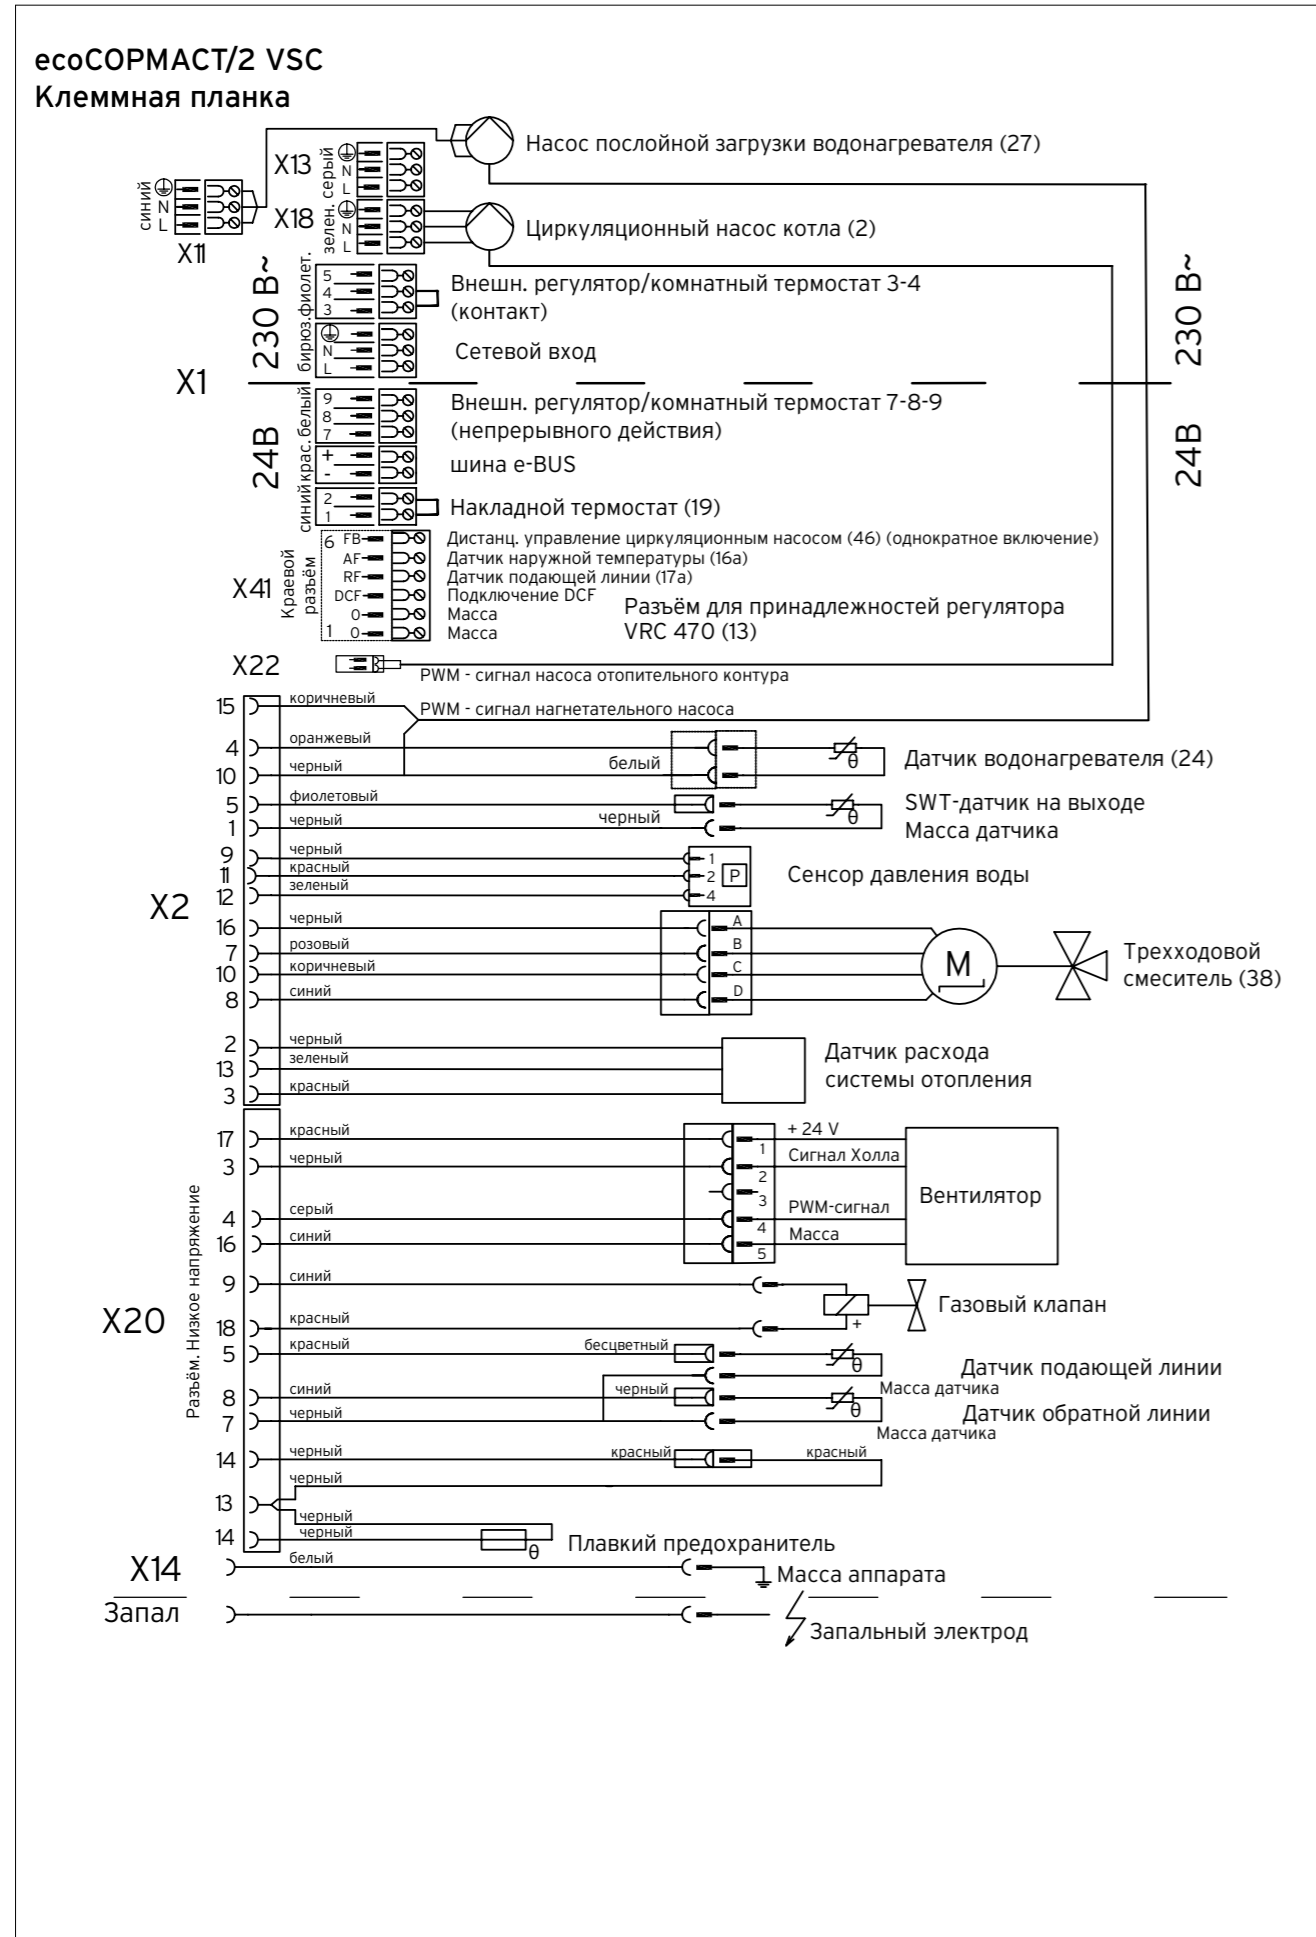 ecoCOPMACT/2 VSC
Клеммная планка
Насос послойной загрузки водонагревателя (27)
X13
серый
N
L
синий
N
L
X11
X18
зелен.
N
L
Циркуляционный насос котла (2)
230 В~
фиолет.
5
4
3
Внешн. регулятор/комнатный термостат 3-4
(контакт)
230 В~
бирюз.
N
L
Сетевой вход
X1
24В
белый
9
8
7
Внешн. регулятор/комнатный термостат 7-8-9
(непрерывного действия)
24В
крас.
+
-
шина e-BUS
синий
2
1
Накладной термостат (19)
X41
Краевой
разъём
6 FB
Дистанц. управление циркуляционным насосом (46) (однократное включение)
AF
Датчик наружной температуры (16a)
RF
Датчик подающей линии (17a)
DCF
Подключение DCF
0
Масса
1 0
Масса
Разъём для принадлежностей регулятора
VRC 470 (13)
X22
PWM - сигнал насоса отопительного контура
15 коричневый
PWM - сигнал нагнетательного насоса
4 оранжевый
10 черный белый
Датчик водонагревателя (24)
θ
5 фиолетовый
1 черный черный
θ
SWT-датчик на выходе
Масса датчика
X2
9 черный 1
11 красный 2 P
12 зеленый 4
Сенсор давления воды
16 черный A
7 розовый B
10 коричневый C
8 синий D
M
Трехходовой
смеситель (38)
2 черный
13 зеленый
3 красный
Датчик расхода
системы отопления
X20
Разъём. Низкое напряжение
17 красный 1 + 24 V
3 черный 2 Сигнал Холла
3
4 серый 4 PWM-сигнал
16 синий 5 Масса
Вентилятор
9 синий
18 красный +
Газовый клапан
5 красный бесцветный
θ
Датчик подающей линии
Масса датчика
8 синий черный
θ
Датчик обратной линии
7 черный
Масса датчика
14 черный красный красный
черный
13
черный
14 черный
θ
Плавкий предохранитель
X14 белый
Масса аппарата
Запал
Запальный электрод